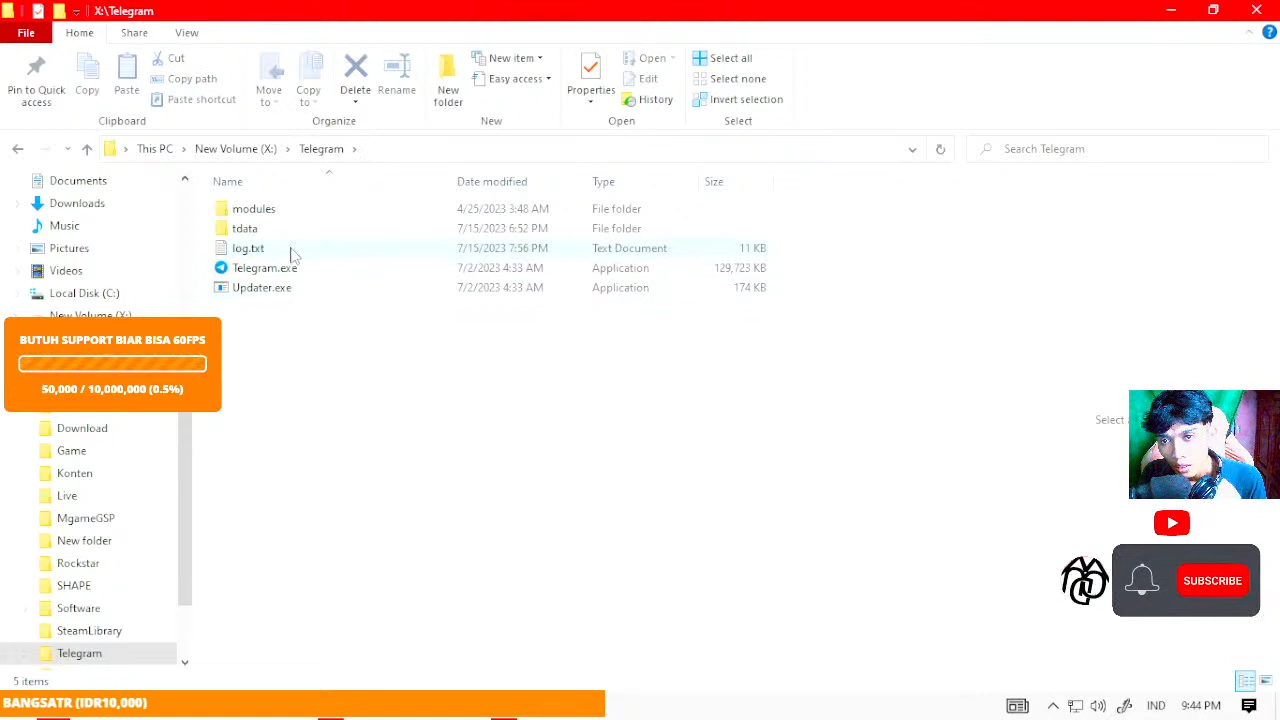 X:\Telegram
File Home Share View
Pin to Quick access
Copy
Paste
Cut
Copy path
Paste shortcut
Clipboard
Move to
Copy to
Delete
Rename
Organize
New folder
New item
Easy access
New
Properties
Open
Edit
History
Open
Select all
Select none
Invert selection
Select
This PC New Volume (X:) Telegram
Search Telegram
Name Date modified Type Size
modules 4/25/2023 3:48 AM File folder
tdata 7/15/2023 6:52 PM File folder
log.txt 7/15/2023 7:56 PM Text Document 11 KB
Telegram.exe 7/2/2023 4:33 AM Application 129,723 KB
Updater.exe 7/2/2023 4:33 AM Application 174 KB
Documents
Downloads
Music
Pictures
Videos
Local Disk (C:)
New Volume (X:)
BUTUH SUPPORT BIAR BISA 60FPS
50,000 / 10,000,000 (0.5%)
Download
Game
Konten
Live
MgameGSP
New folder
Rockstar
SHAPE
Software
SteamLibrary
Telegram
Select
SUBSCRIBE
5 items
BANGSATR (IDR10,000)
IND 9:44 PM